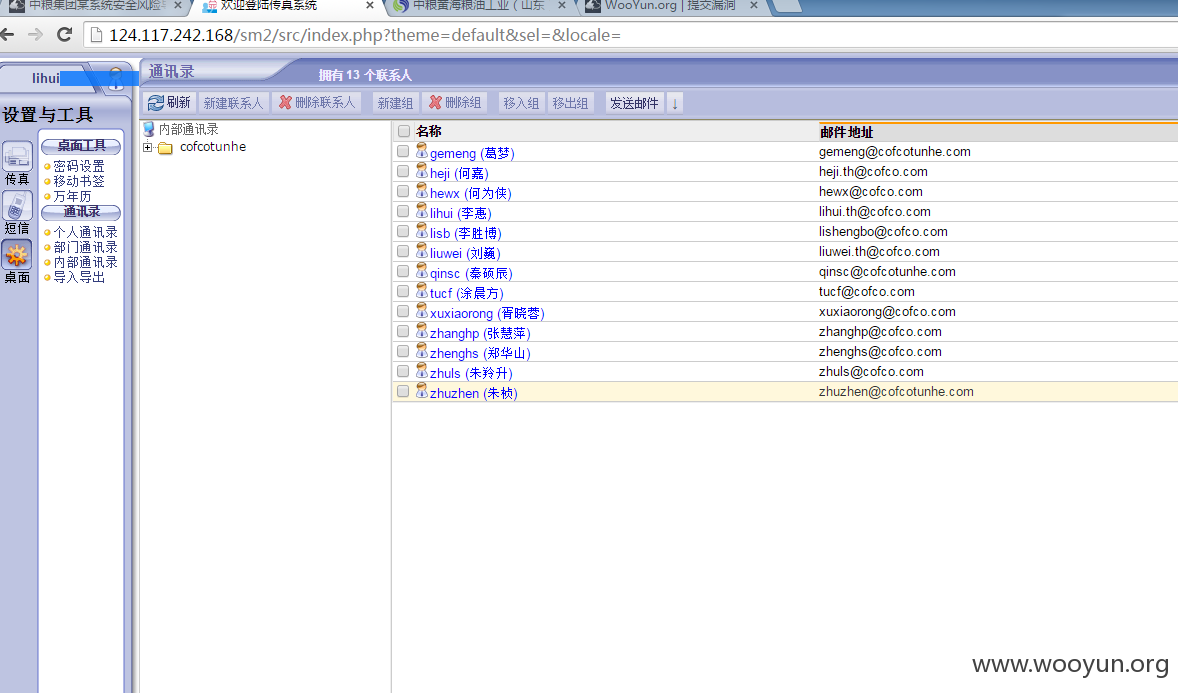 中粮集团某系统安全风险
欢迎登陆传真系统
中粮黄海粮油工业（山东
WooYun.org | 提交漏洞
124.117.242.168/sm2/src/index.php?theme=default&sel=&locale=
lihui
通讯录
拥有 13 个联系人
刷新 新建联系人 删除联系人 新建组 删除组 移入组 移出组 发送邮件 ↓
设置与工具
传真
短信
桌面
桌面工具
密码设置
移动书签
万年历
通讯录
个人通讯录
部门通讯录
内部通讯录
导入导出
内部通讯录
cofcotunhe
名称 邮件地址
gemeng (葛梦) gemeng@cofcotunhe.com
heji (何嘉) heji.th@cofco.com
hewx (何为侠) hewx@cofco.com
lihui (李惠) lihui.th@cofco.com
lisb (李胜博) lishengbo@cofco.com
liuwei (刘巍) liuwei.th@cofco.com
qinsc (秦硕辰) qinsc@cofcotunhe.com
tucf (涂晨方) tucf@cofco.com
xuxiaorong (胥晓蓉) xuxiaorong@cofco.com
zhanghp (张慧萍) zhanghp@cofco.com
zhenghs (郑华山) zhenghs@cofco.com
zhuls (朱羚升) zhuls@cofco.com
zhuzhen (朱桢) zhuzhen@cofcotunhe.com
www.wooyun.org